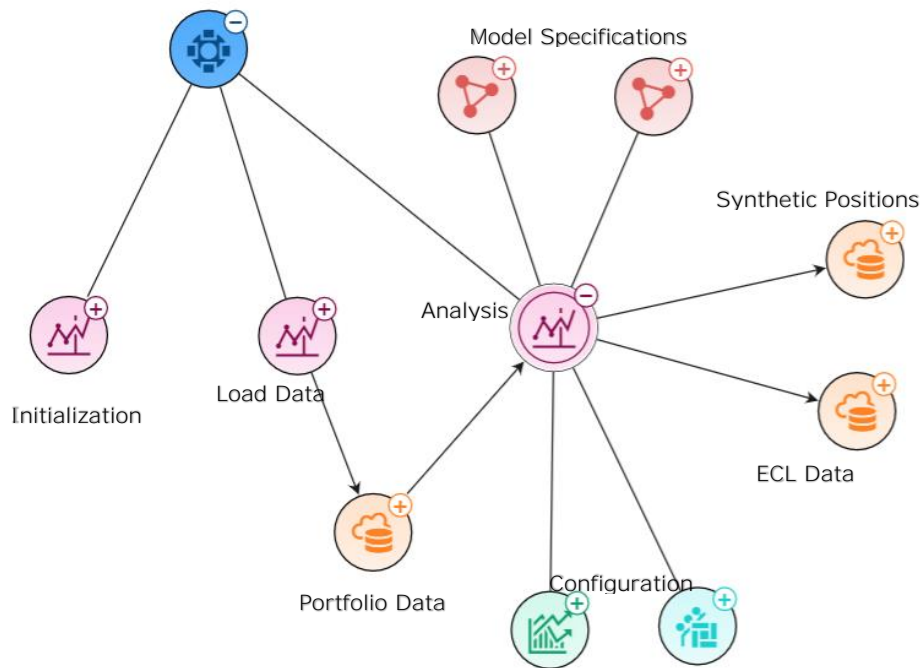 Model Specifications
Synthetic Positions
Analysis
Load Data
Initialization
ECL Data
Configuration
Portfolio Data